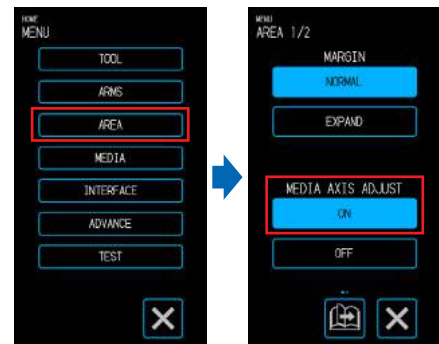 HOME
MENU
TOOL
ARMS
AREA
MEDIA
INTERFACE
ADVANCE
TEST
MENU
AREA 1/2
MARGIN
NORMAL
EXPAND
MEDIA AXIS ADJUST
ON
OFF